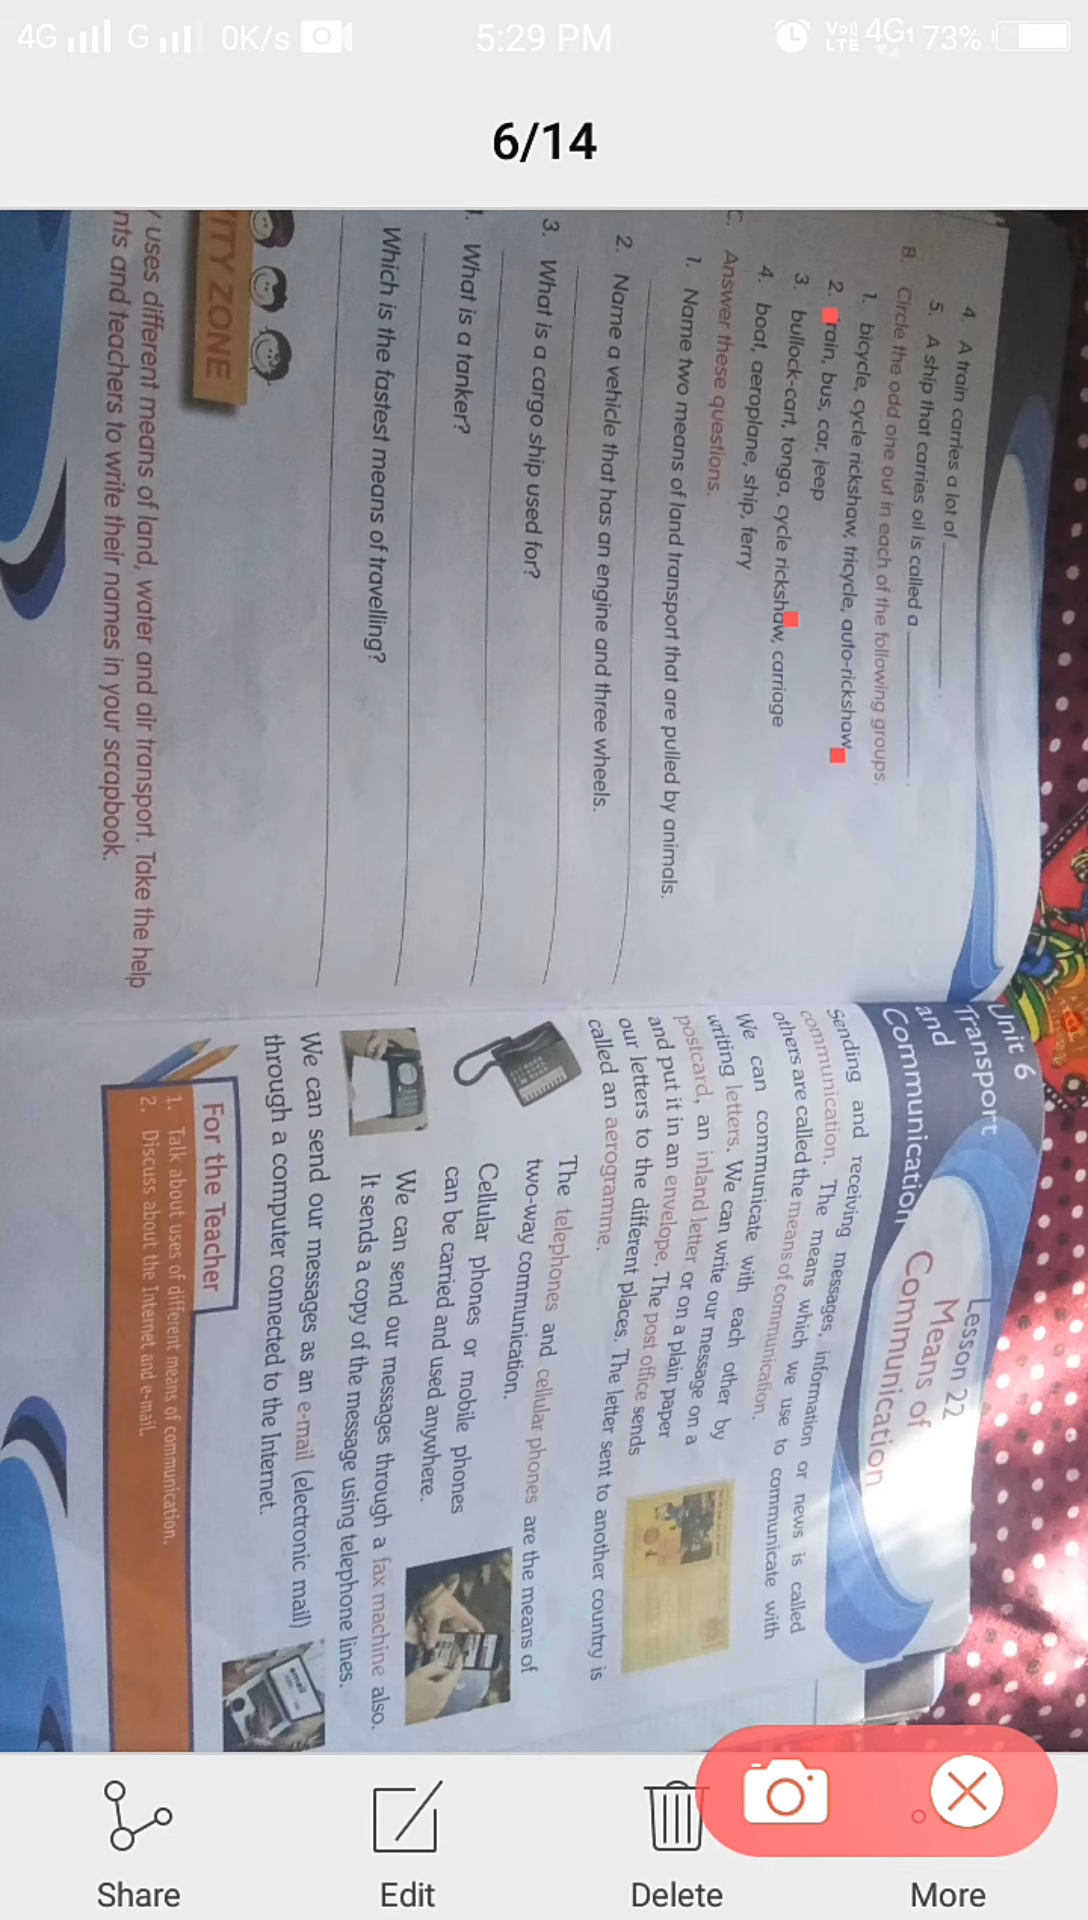 4G G 0K/s 5:29 PM VoLTE 4G1 73%
6/14
4. A train carries a lot of
5. A ship that carries oil is called a
B. Circle the odd one out in each of the following groups.
1. bicycle, cycle rickshaw, tricycle, auto-rickshaw
2. rain, bus, car, jeep
3. bullock-cart, tonga, cycle rickshaw, carriage
4. boat, aeroplane, ship, ferry
C. Answer these questions.
1. Name two means of land transport that are pulled by animals.
2. Name a vehicle that has an engine and three wheels.
3. What is a cargo ship used for?
What is a tanker?
Which is the fastest means of travelling?
ITY ZONE
uses different means of land, water and air transport. Take the help
nts and teachers to write their names in your scrapbook.
Unit 6
Transport
and
Communication
Lesson 22
Means of
Communication
Sending and receiving messages, information or news is called
communication. The means which we use to communicate with
others are called the means of communication.
We can communicate with each other by
writing letters. We can write our message on a
postcard, an inland letter or on a plain paper
and put it in an envelope. The post office sends
our letters to the different places. The letter sent to another country is
called an aerogramme.
The telephones and cellular phones are the means of
two-way communication.
Cellular phones or mobile phones
can be carried and used anywhere.
We can send our messages through a fax machine also.
It sends a copy of the message using telephone lines.
We can send our messages as an e-mail (electronic mail)
through a computer connected to the Internet.
email
For the Teacher
1. Talk about uses of different means of communication.
2. Discuss about the Internet and e-mail.
Share Edit Delete More